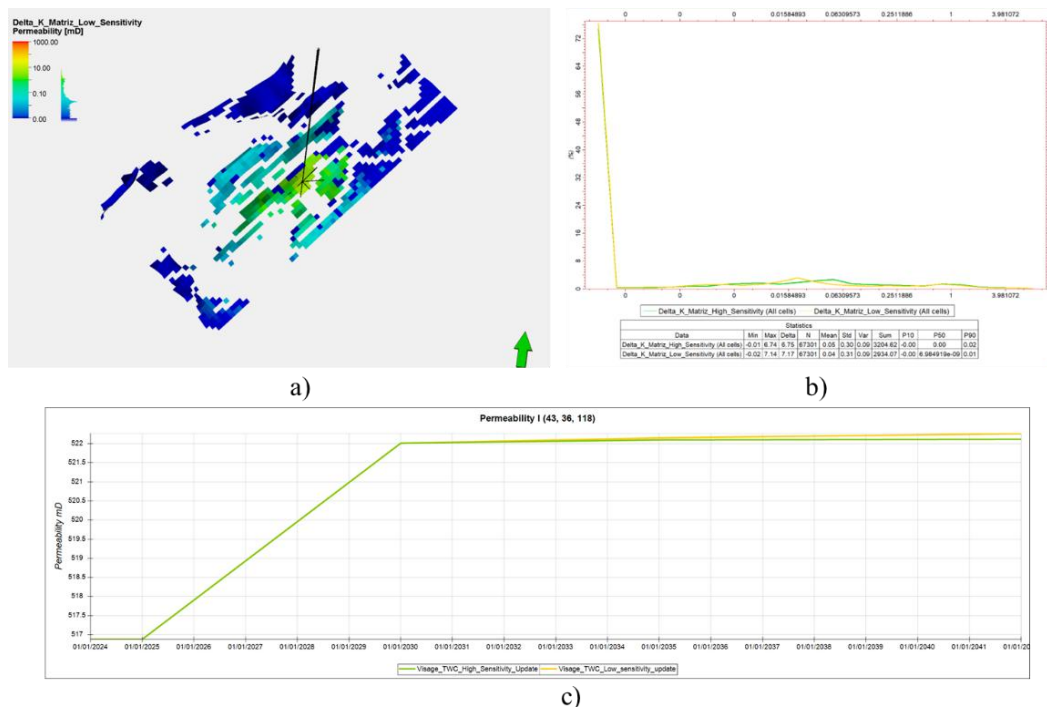 Delta_K_Matriz_Low_Sensitivity
Permeability [mD]
1000.00
10.00
0.10
0.00
a)
0 0 0 0.01584893 0.06309573 0.2511886 1 3.981072
72
64
56
48
40
32
24
16
8
0
(%)
0 0 0 0.01584893 0.06309573 0.2511886 1 3.981072
Delta_K_Matriz_High_Sensitivity (All cells) Delta_K_Matriz_Low_Sensitivity (All cells)
Statistics
Data Min Max Delta N Mean Std Var Sum P10 P50 P90
Delta_K_Matriz_High_Sensitivity (All cells) -0.01 6.74 6.75 67301 0.05 0.30 0.09 3204.62 -0.00 0.00 0.02
Delta_K_Matriz_Low_Sensitivity (All cells) -0.02 7.14 7.17 67301 0.04 0.31 0.09 2934.07 -0.00 6.984919e-09 0.01
b)
Permeability I (43, 36, 118)
Permeability mD
522
521.5
521
520.5
520
519.5
519
518.5
518
517.5
517
01/01/2024 01/01/2025 01/01/2026 01/01/2027 01/01/2028 01/01/2029 01/01/2030 01/01/2031 01/01/2032 01/01/2033 01/01/2034 01/01/2035 01/01/2036 01/01/2037 01/01/2038 01/01/2039 01/01/2040 01/01/2041 01/01/20
Visage_TWC_High_Sensitivity_Update Visage_TWC_Low_sensitivity_update
c)